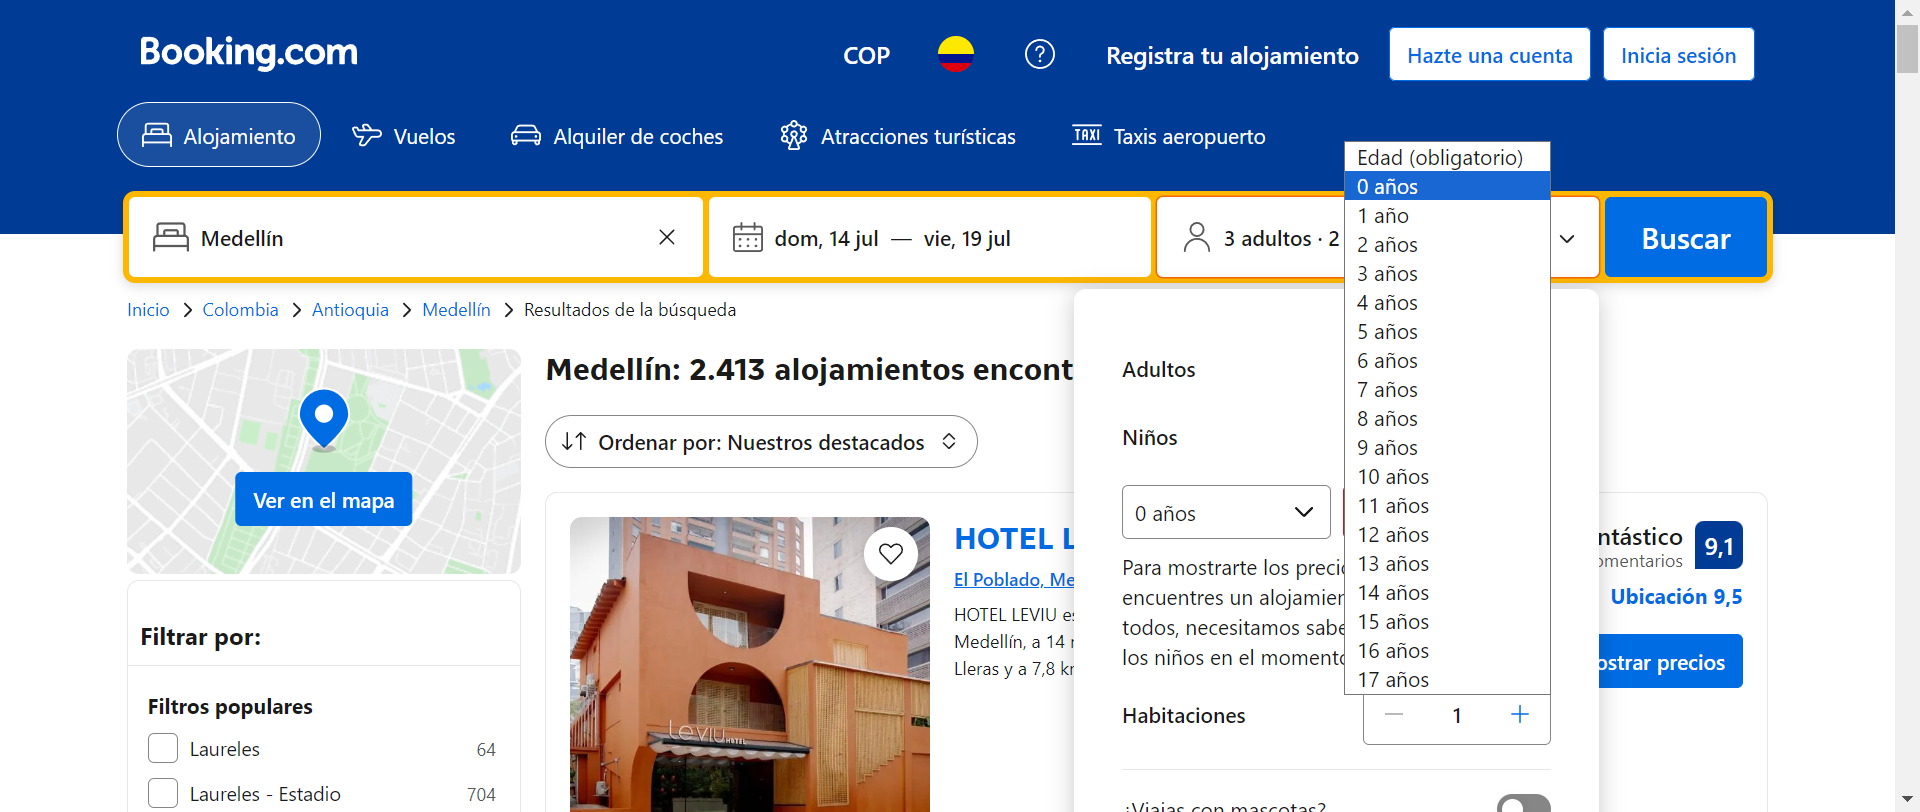 Booking.com
COP
Registra tu alojamiento
Hazte una cuenta
Inicia sesión
Alojamiento
Vuelos
Alquiler de coches
Atracciones turísticas
TAXI
Taxis aeropuerto
Medellín
dom, 14 jul — vie, 19 jul
3 adultos · 2
Buscar
Edad (obligatorio)
0 años
1 año
2 años
3 años
4 años
5 años
6 años
7 años
8 años
9 años
10 años
11 años
12 años
13 años
14 años
15 años
16 años
17 años
Inicio > Colombia > Antioquia > Medellín > Resultados de la búsqueda
Ver en el mapa
Medellín: 2.413 alojamientos encont
Ordenar por: Nuestros destacados
Adultos
Niños
0 años
Para mostrarte los preci
encuentres un alojamier
todos, necesitamos sabe
los niños en el momento
Habitaciones
1
¿Viajas con mascotas?
Filtrar por:
Filtros populares
Laureles 64
Laureles - Estadio 704
Leviu HOTEL
HOTEL L
El Poblado, Me
HOTEL LEVIU es
Medellín, a 14
Lleras y a 7,8 k
ntástico
omentarios
9,1
Ubicación 9,5
ostrar precios